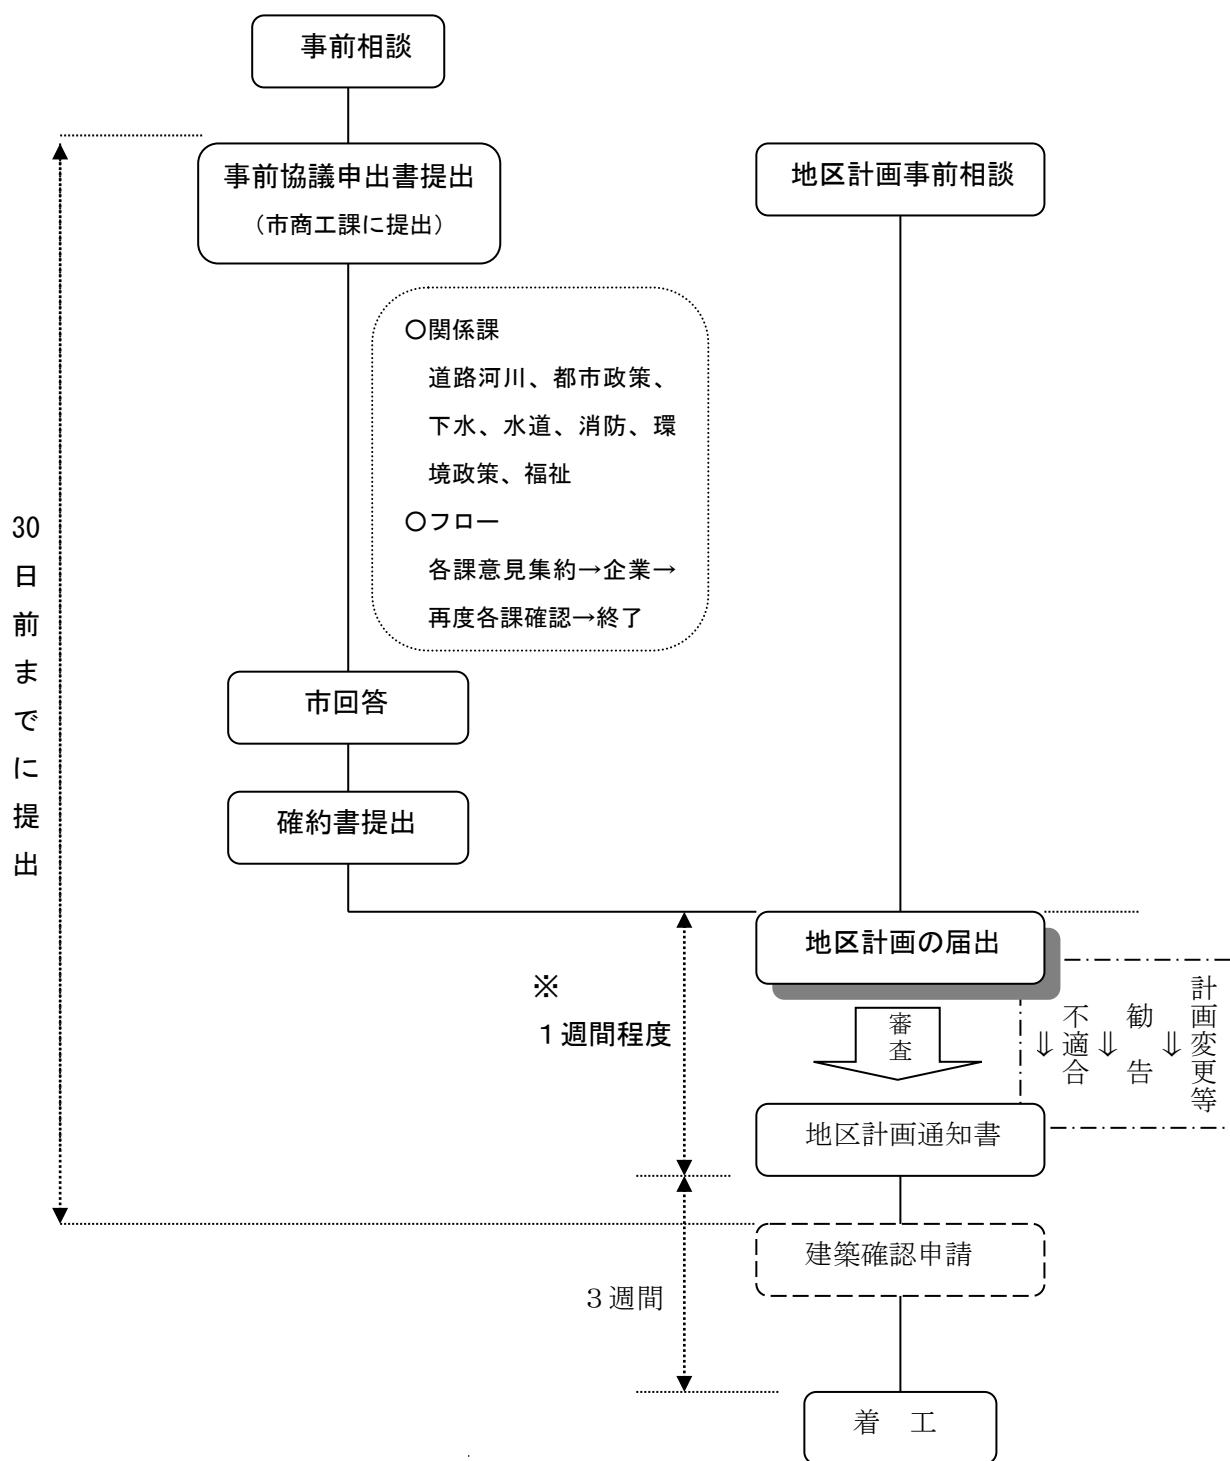 事前相談
事前協議申出書提出
（市商工課に提出）
地区計画事前相談
○関係課
道路河川、都市政策、
下水、水道、消防、環
境政策、福祉
○フロー
各課意見集約→企業→
再度各課確認→終了
30日前までに提出
市回答
確約書提出
地区計画の届出
※
１週間程度
審査
不適合
⇓
勧告
⇓
計画変更等
⇓
地区計画通知書
建築確認申請
３週間
着　工